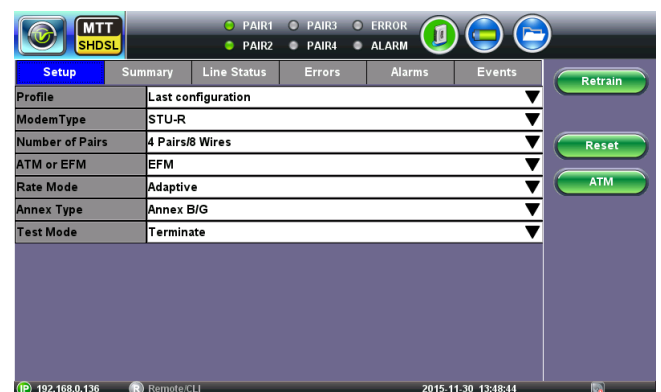 MTT
SHDSL
PAIR1 PAIR3 ERROR
PAIR2 PAIR4 ALARM
Setup Summary Line Status Errors Alarms Events
Profile Last configuration
ModemType STU-R
Number of Pairs 4 Pairs/8 Wires
ATM or EFM EFM
Rate Mode Adaptive
Annex Type Annex B/G
Test Mode Terminate
Retrain
Reset
ATM
IP 192.168.0.136 R Remote/CLI 2015-11-30 13:48:44